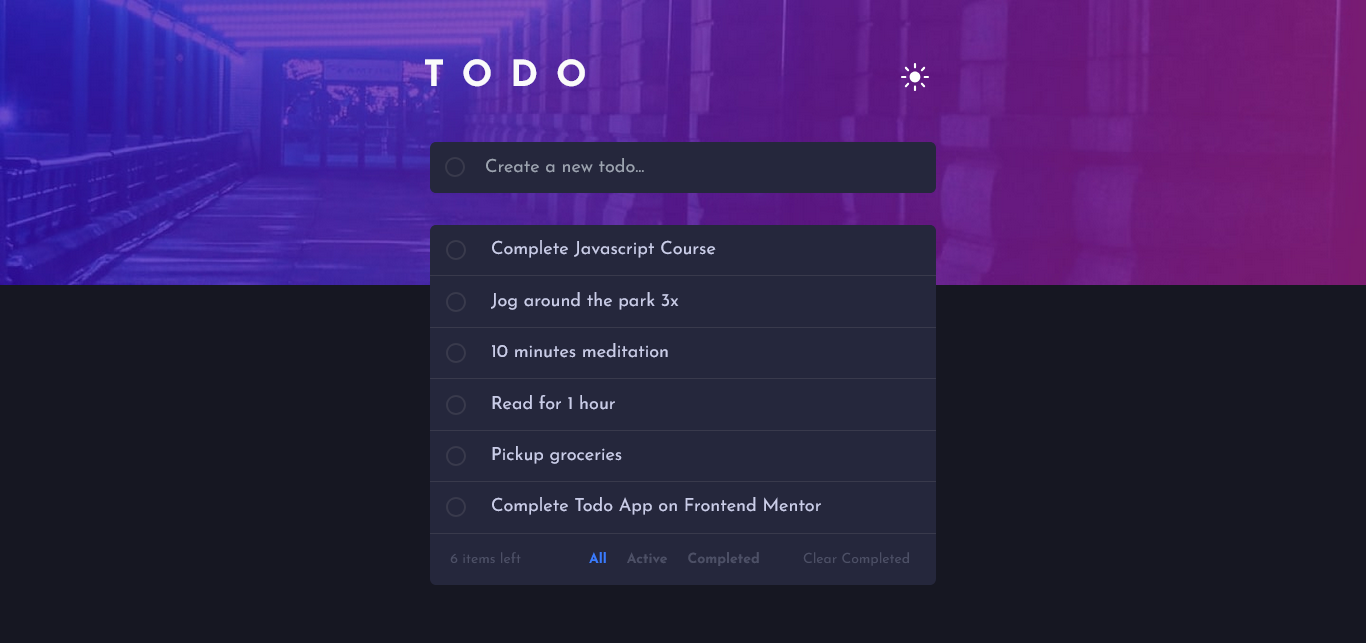 TODO
Create a new todo...
Complete Javascript Course
Jog around the park 3x
10 minutes meditation
Read for 1 hour
Pickup groceries
Complete Todo App on Frontend Mentor
6 items left All Active Completed Clear Completed